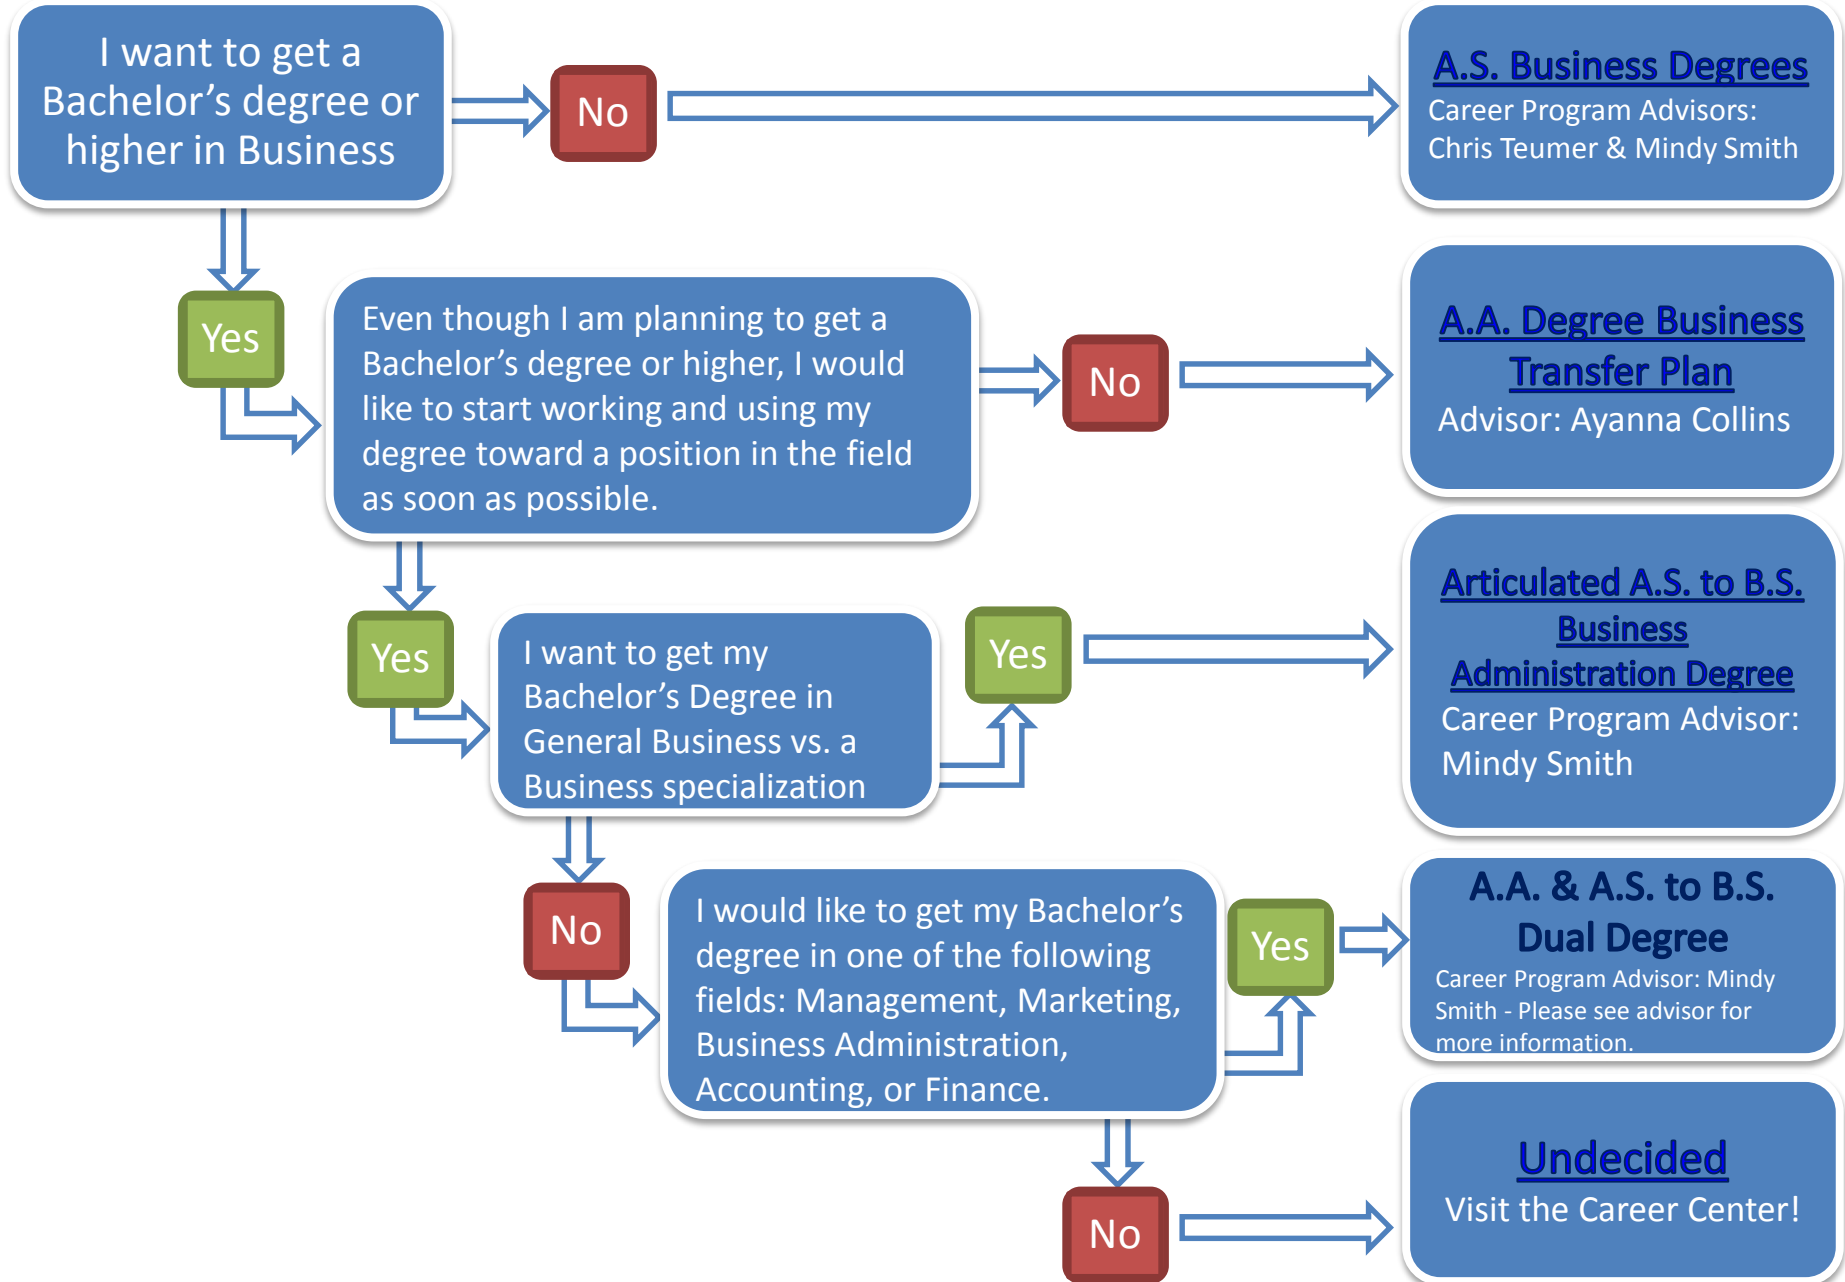 I want to get a
Bachelor's degree or
higher in Business
No
A.S. Business Degrees
Career Program Advisors:
Chris Teumer & Mindy Smith
Yes
Even though I am planning to get a
Bachelor's degree or higher, I would
like to start working and using my
degree toward a position in the field
as soon as possible.
No
A.A. Degree Business
Transfer Plan
Advisor: Ayanna Collins
Yes
I want to get my
Bachelor's Degree in
General Business vs. a
Business specialization
Yes
Articulated A.S. to B.S.
Business
Administration Degree
Career Program Advisor:
Mindy Smith
No
I would like to get my Bachelor's
degree in one of the following
fields: Management, Marketing,
Business Administration,
Accounting, or Finance.
Yes
A.A. & A.S. to B.S.
Dual Degree
Career Program Advisor: Mindy
Smith - Please see advisor for
more information.
No
Undecided
Visit the Career Center!